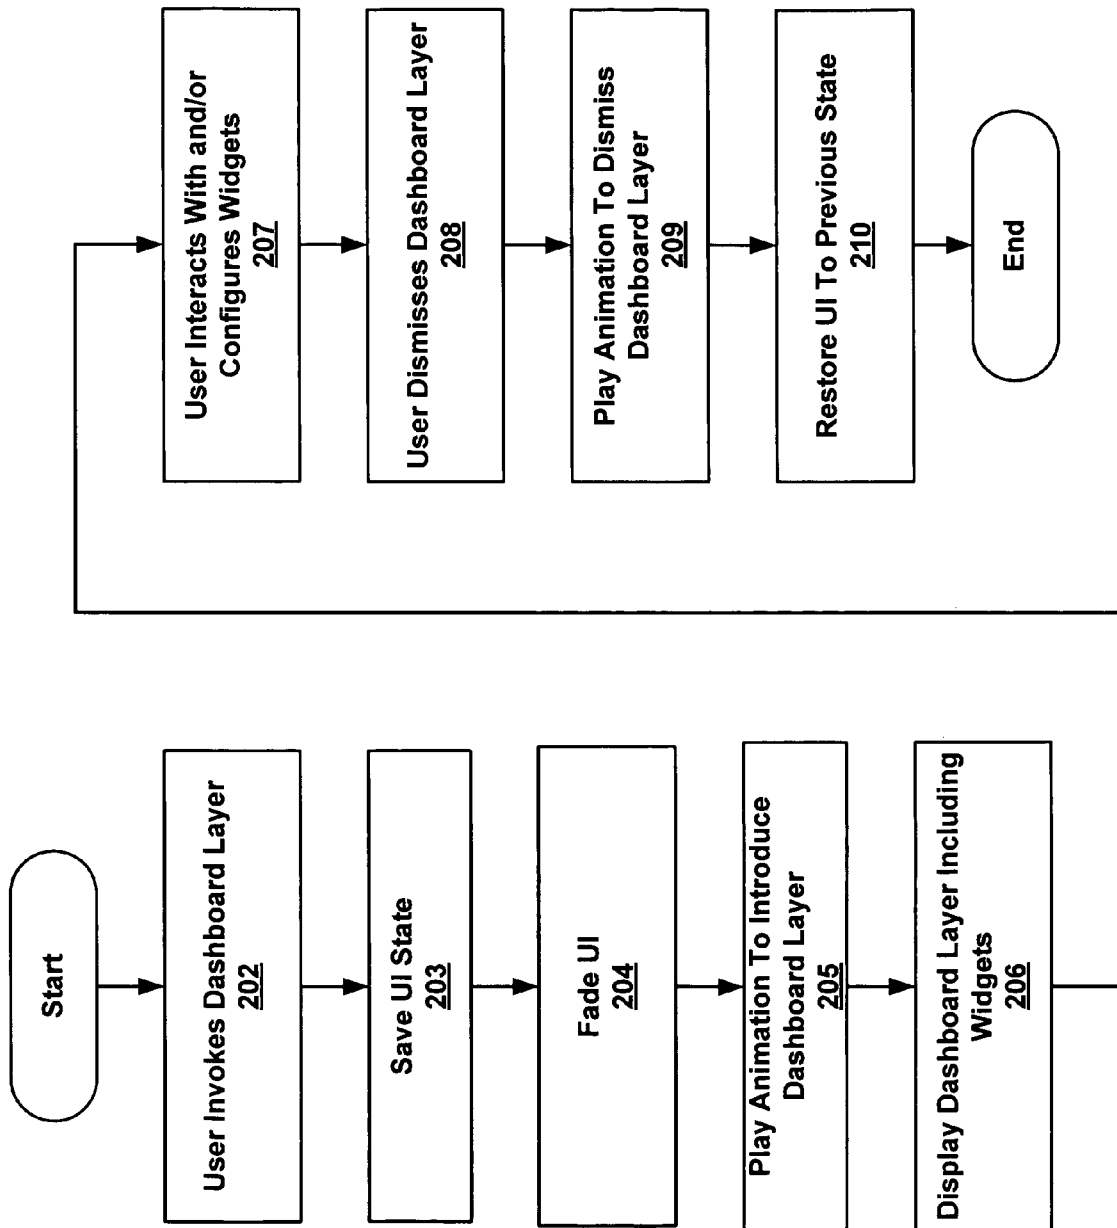 Start
User Invokes Dashboard Layer
202
Save UI State
203
Fade UI
204
Play Animation To Introduce
Dashboard Layer
205
Display Dashboard Layer Including
Widgets
206
User Interacts With and/or
Configures Widgets
207
User Dismisses Dashboard Layer
208
Play Animation To Dismiss
Dashboard Layer
209
Restore UI To Previous State
210
End